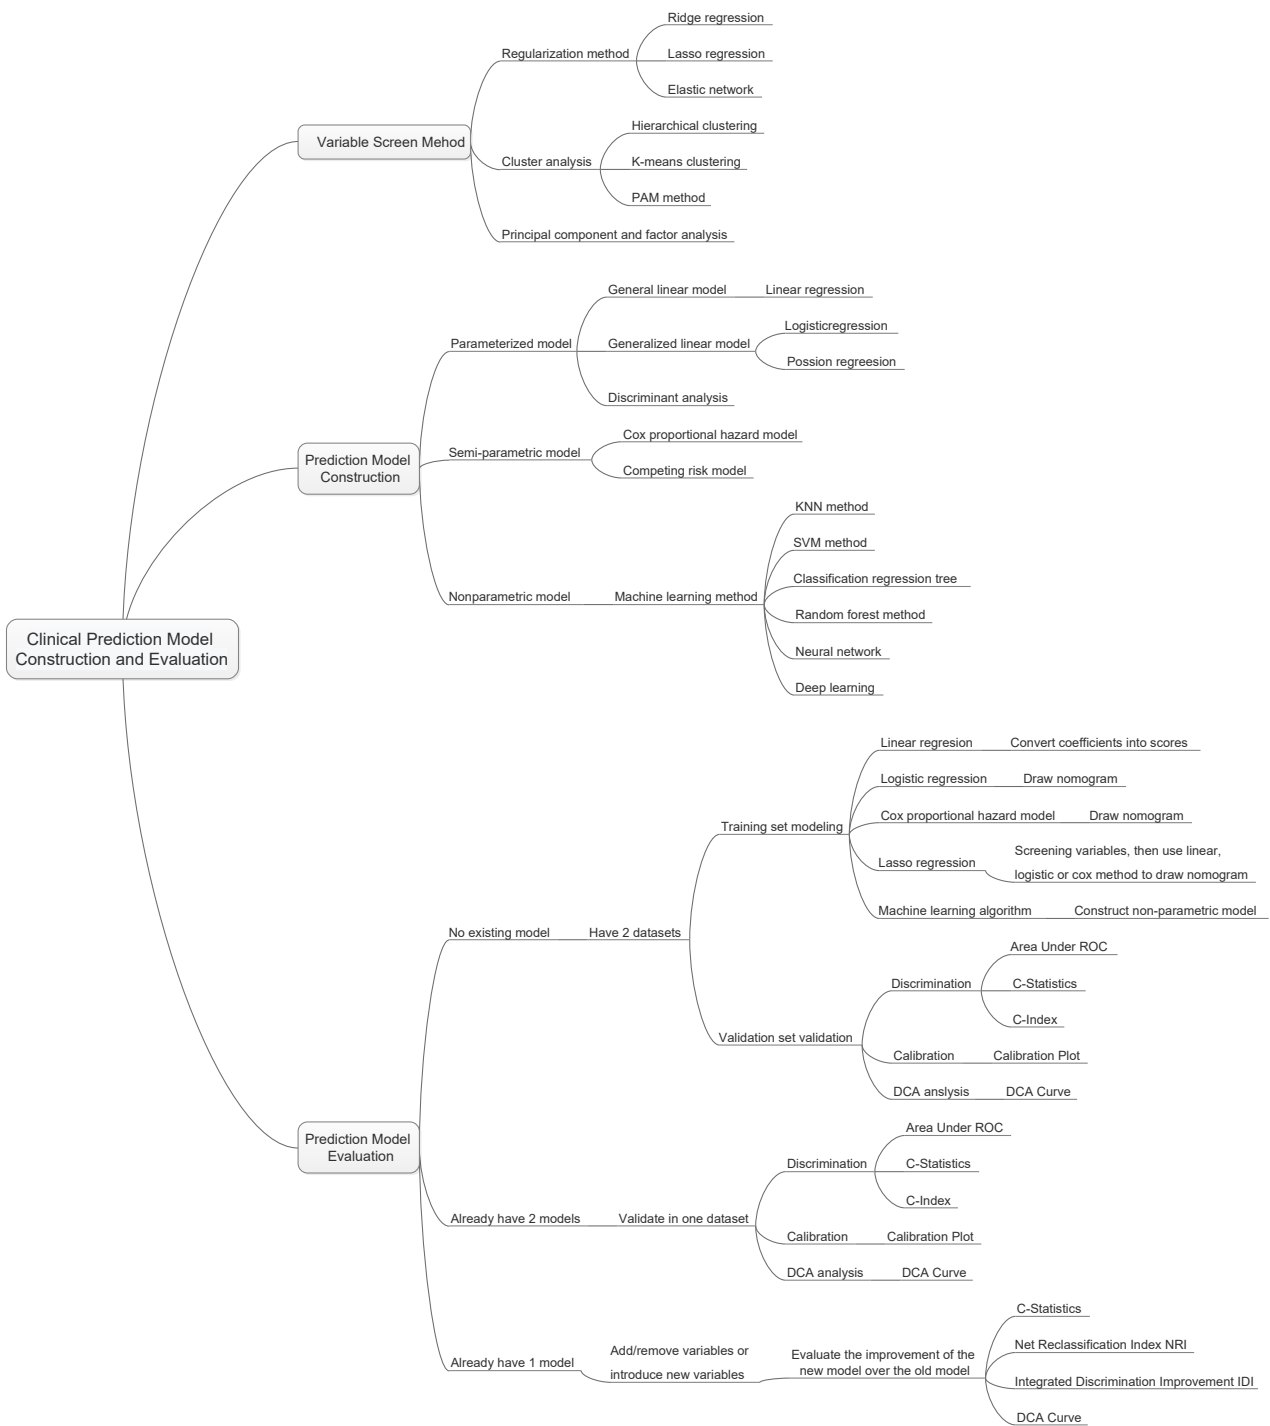 Clinical Prediction Model
Construction and Evaluation
Variable Screen Mehod
Regularization method
Ridge regression
Lasso regression
Elastic network
Cluster analysis
Hierarchical clustering
K-means clustering
PAM method
Principal component and factor analysis
Prediction Model
Construction
Parameterized model
General linear model
Linear regression
Generalized linear model
Logisticregression
Possion regreesion
Discriminant analysis
Semi-parametric model
Cox proportional hazard model
Competing risk model
Nonparametric model
Machine learning method
KNN method
SVM method
Classification regression tree
Random forest method
Neural network
Deep learning
Prediction Model
Evaluation
No existing model
Have 2 datasets
Training set modeling
Linear regresion
Convert coefficients into scores
Logistic regression
Draw nomogram
Cox proportional hazard model
Draw nomogram
Lasso regression
Screening variables, then use linear,
logistic or cox method to draw nomogram
Machine learning algorithm
Construct non-parametric model
Validation set validation
Discrimination
Area Under ROC
C-Statistics
C-Index
Calibration
Calibration Plot
DCA anslysis
DCA Curve
Already have 2 models
Validate in one dataset
Discrimination
Area Under ROC
C-Statistics
C-Index
Calibration
Calibration Plot
DCA analysis
DCA Curve
Already have 1 model
Add/remove variables or
introduce new variables
Evaluate the improvement of the
new model over the old model
C-Statistics
Net Reclassification Index NRI
Integrated Discrimination Improvement IDI
DCA Curve